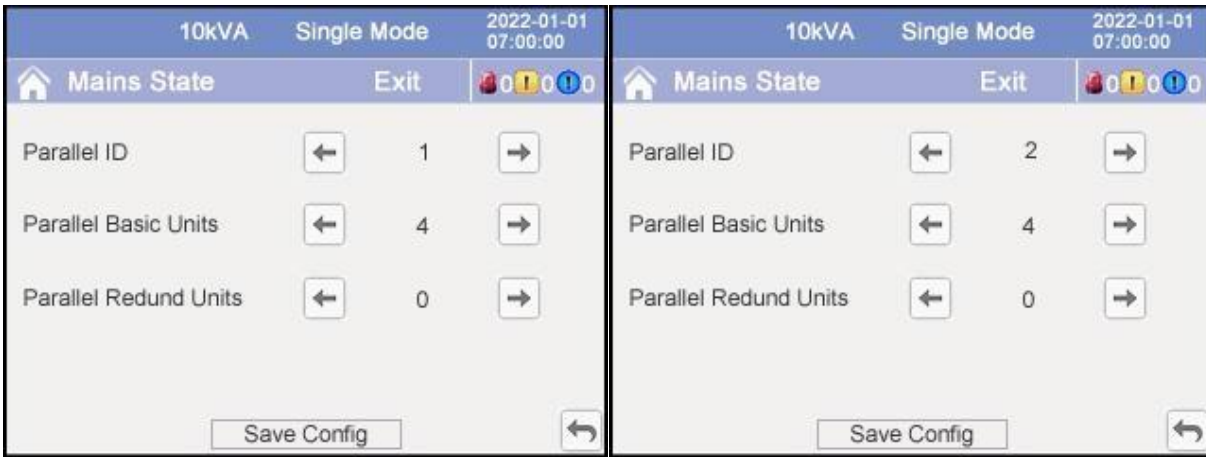 10kVA Single Mode 2022-01-01
07:00:00
Mains State Exit 0 ! 0 ! 0
Parallel ID 1
Parallel Basic Units 4
Parallel Redund Units 0
Save Config
10kVA Single Mode 2022-01-01
07:00:00
Mains State Exit 0 ! 0 ! 0
Parallel ID 2
Parallel Basic Units 4
Parallel Redund Units 0
Save Config